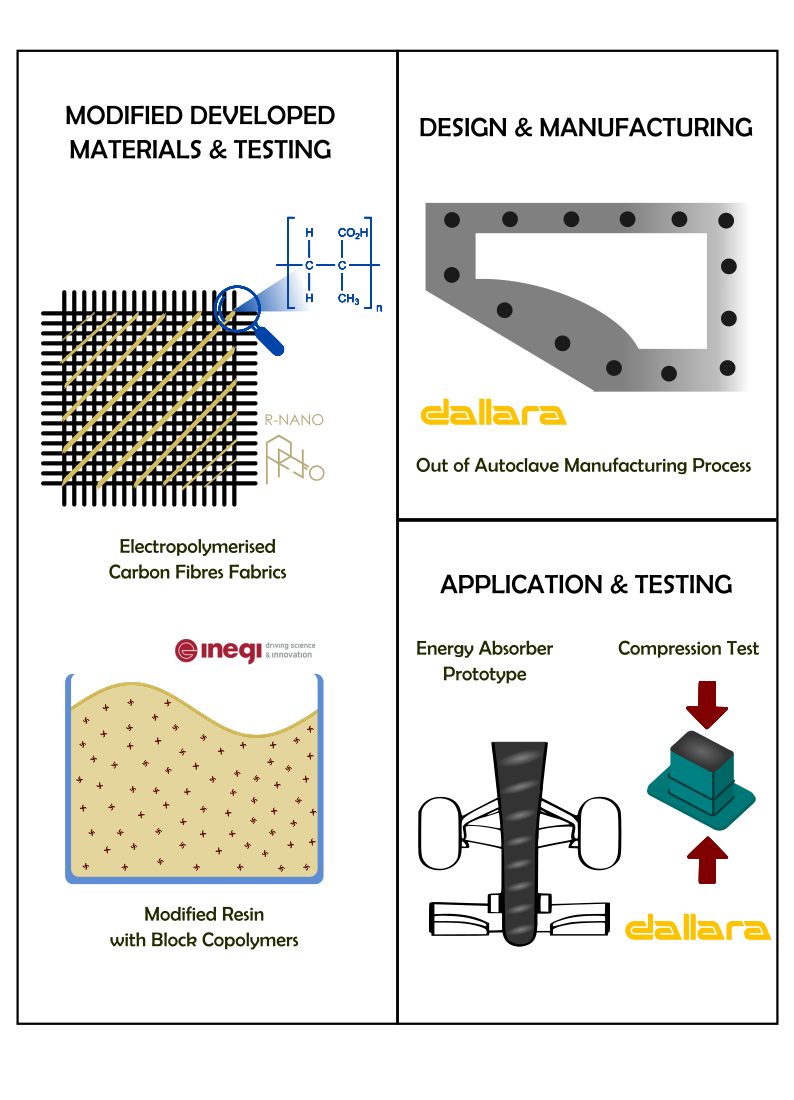 MODIFIED DEVELOPED
MATERIALS & TESTING
H
CO₂H
C
C
H
CH₃
n
R-NANO
Electropolymerised
Carbon Fibres Fabrics
inegi driving science
& innovation
Modified Resin
with Block Copolymers
DESIGN & MANUFACTURING
dallara
Out of Autoclave Manufacturing Process
APPLICATION & TESTING
Energy Absorber
Prototype
Compression Test
dallara